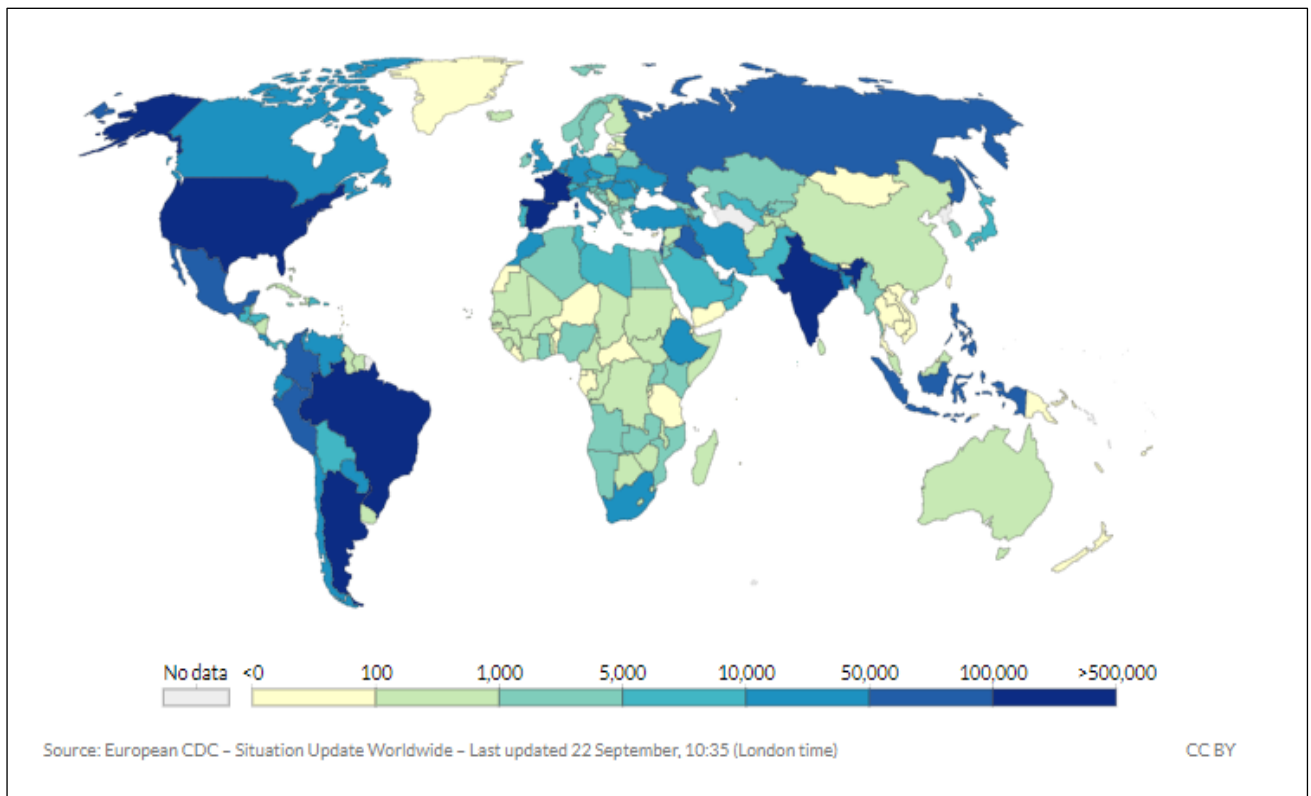 No data <0 100 1,000 5,000 10,000 50,000 100,000 >500,000
Source: European CDC – Situation Update Worldwide – Last updated 22 September, 10:35 (London time) CC BY